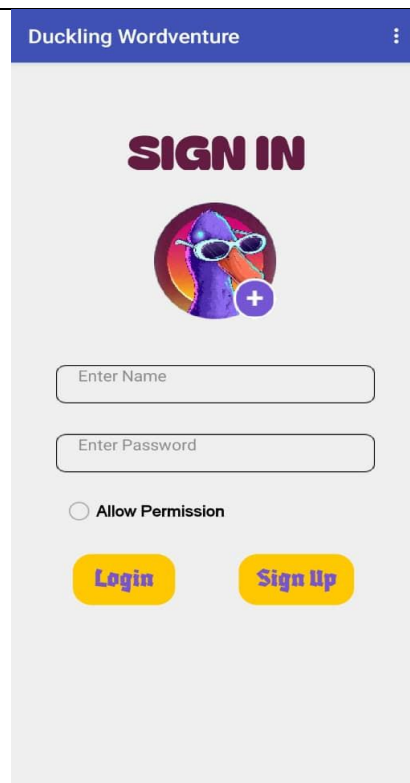 Duckling Wordventure
SIGN IN
Enter Name
Enter Password
Allow Permission
Login Sign Up